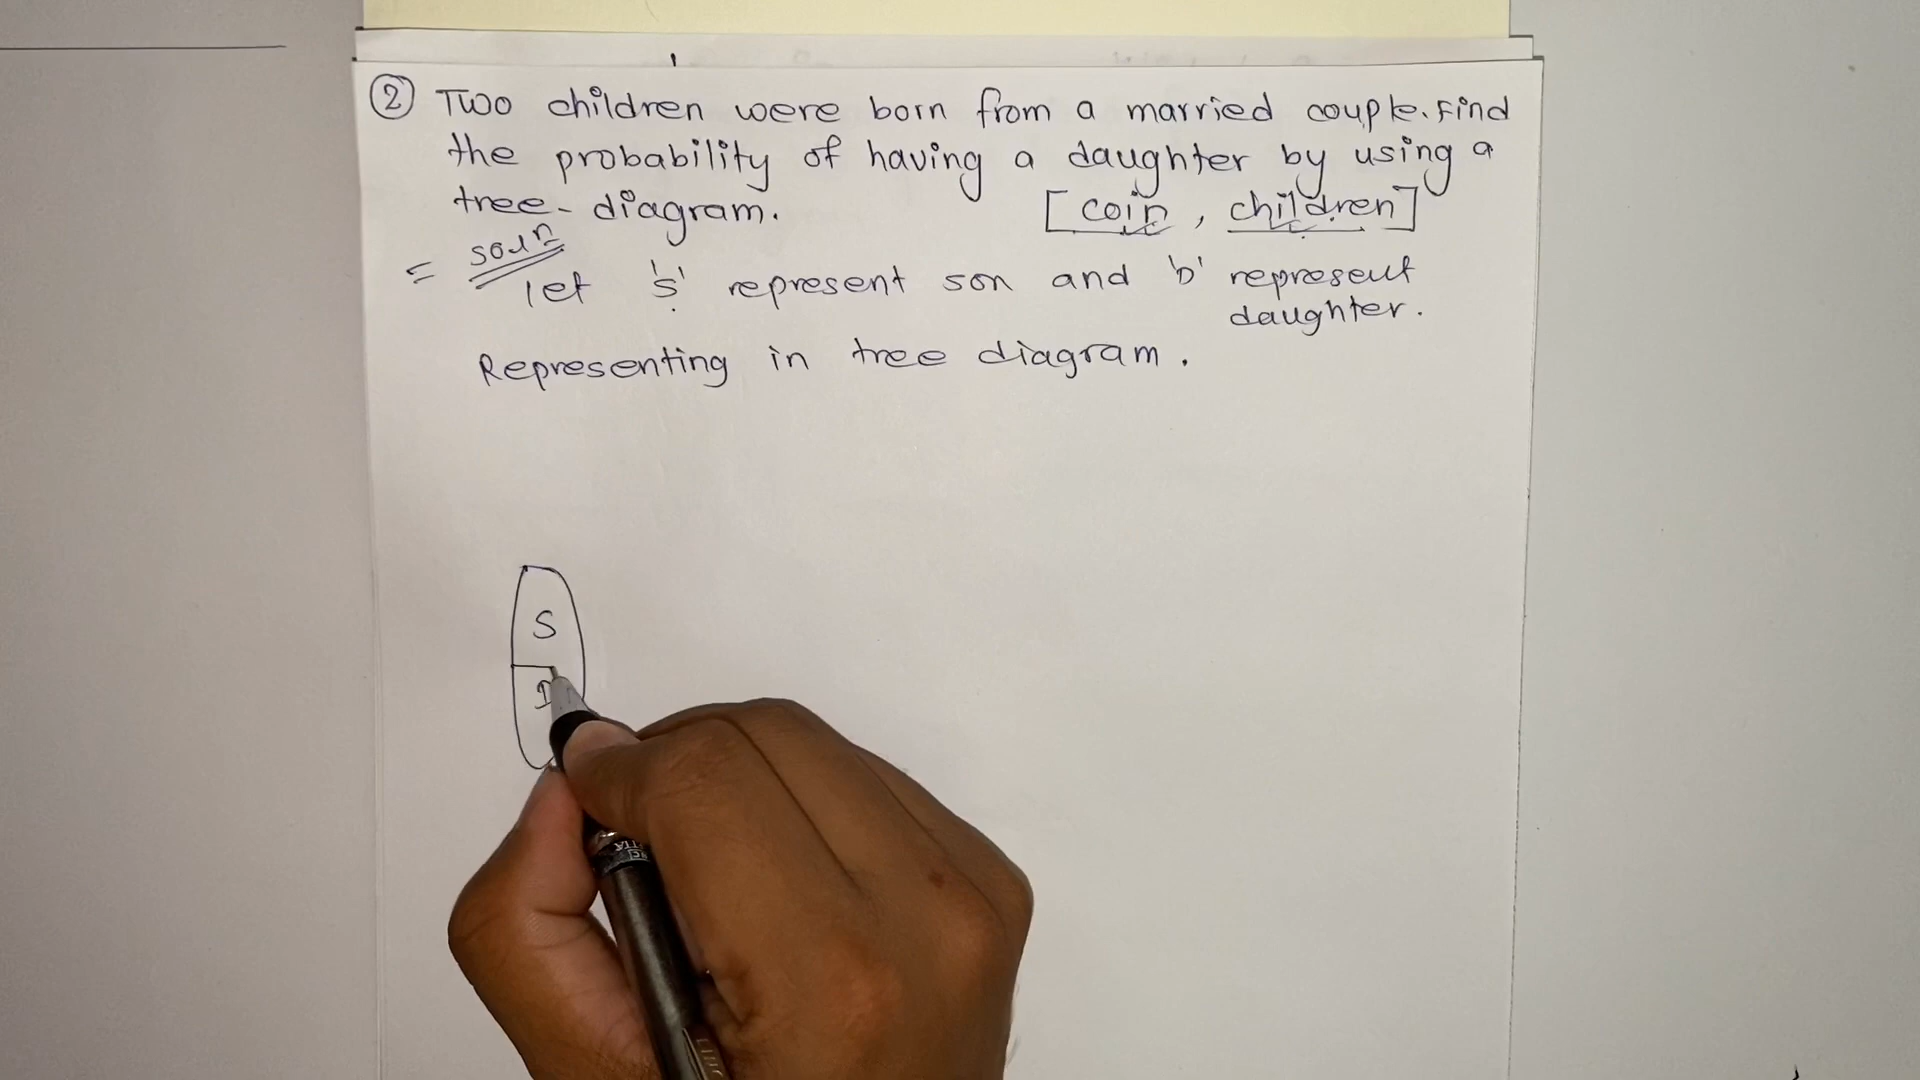 ② Two children were born from a married couple. Find
the probability of having a daughter by using a
tree-diagram. [coin, children]
= soln
let 's' represent son and 'D' represent
daughter.
Representing in tree diagram.
S
D